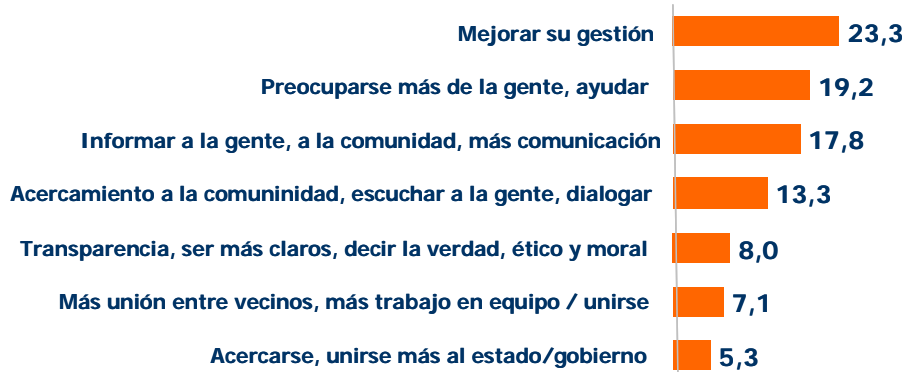 Mejorar su gestión 23,3
Preocuparse más de la gente, ayudar 19,2
Informar a la gente, a la comunidad, más comunicación 17,8
Acercamiento a la comuninidad, escuchar a la gente, dialogar 13,3
Transparencia, ser más claros, decir la verdad, ético y moral 8,0
Más unión entre vecinos, más trabajo en equipo / unirse 7,1
Acercarse, unirse más al estado/gobierno 5,3